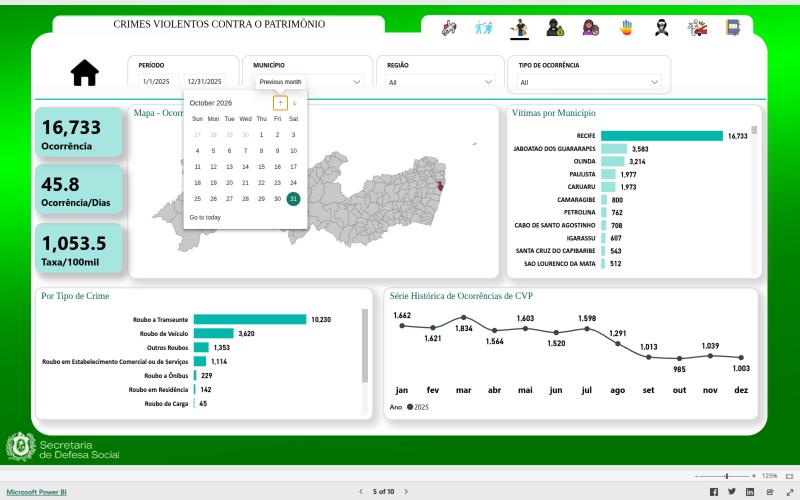 CRIMES VIOLENTOS CONTRA O PATRIMÔNIO
PERÍODO
1/1/2025
12/31/2025
MUNICÍPIO
Previous month
REGIÃO
All
TIPO DE OCORRÊNCIA
All
16,733
Ocorrência
45.8
Ocorrência/Dias
1,053.5
Taxa/100mil
Mapa - Ocorr
October 2026
Sun Mon Tue Wed Thu Fri Sat
27 28 29 30 1 2 3
4 5 6 7 8 9 10
11 12 13 14 15 16 17
18 19 20 21 22 23 24
25 26 27 28 29 30 31
Go to today
Vítimas por Município
RECIFE 16,733
JABOATAO DOS GUARARAPES 3,583
OLINDA 3,214
PAULISTA 1,977
CARUARU 1,973
CAMARAGIBE 800
PETROLINA 762
CABO DE SANTO AGOSTINHO 708
IGARASSU 607
SANTA CRUZ DO CAPIBARIBE 543
SAO LOURENCO DA MATA 512
Por Tipo de Crime
Roubo a Transeunte 10,230
Roubo de Veículo 3,620
Outros Roubos 1,353
Roubo em Estabelecimento Comercial ou de Serviços 1,114
Roubo a Ônibus 229
Roubo em Residência 142
Roubo de Carga 45
Série Histórica de Ocorrências de CVP
1.662 1.621 1.834 1.564 1.603 1.520 1.598 1.291 1.013 985 1.039 1.003
jan fev mar abr mai jun jul ago set out nov dez
Ano 2025
Secretaria
de Defesa Social
125%
Microsoft Power BI
5 of 10